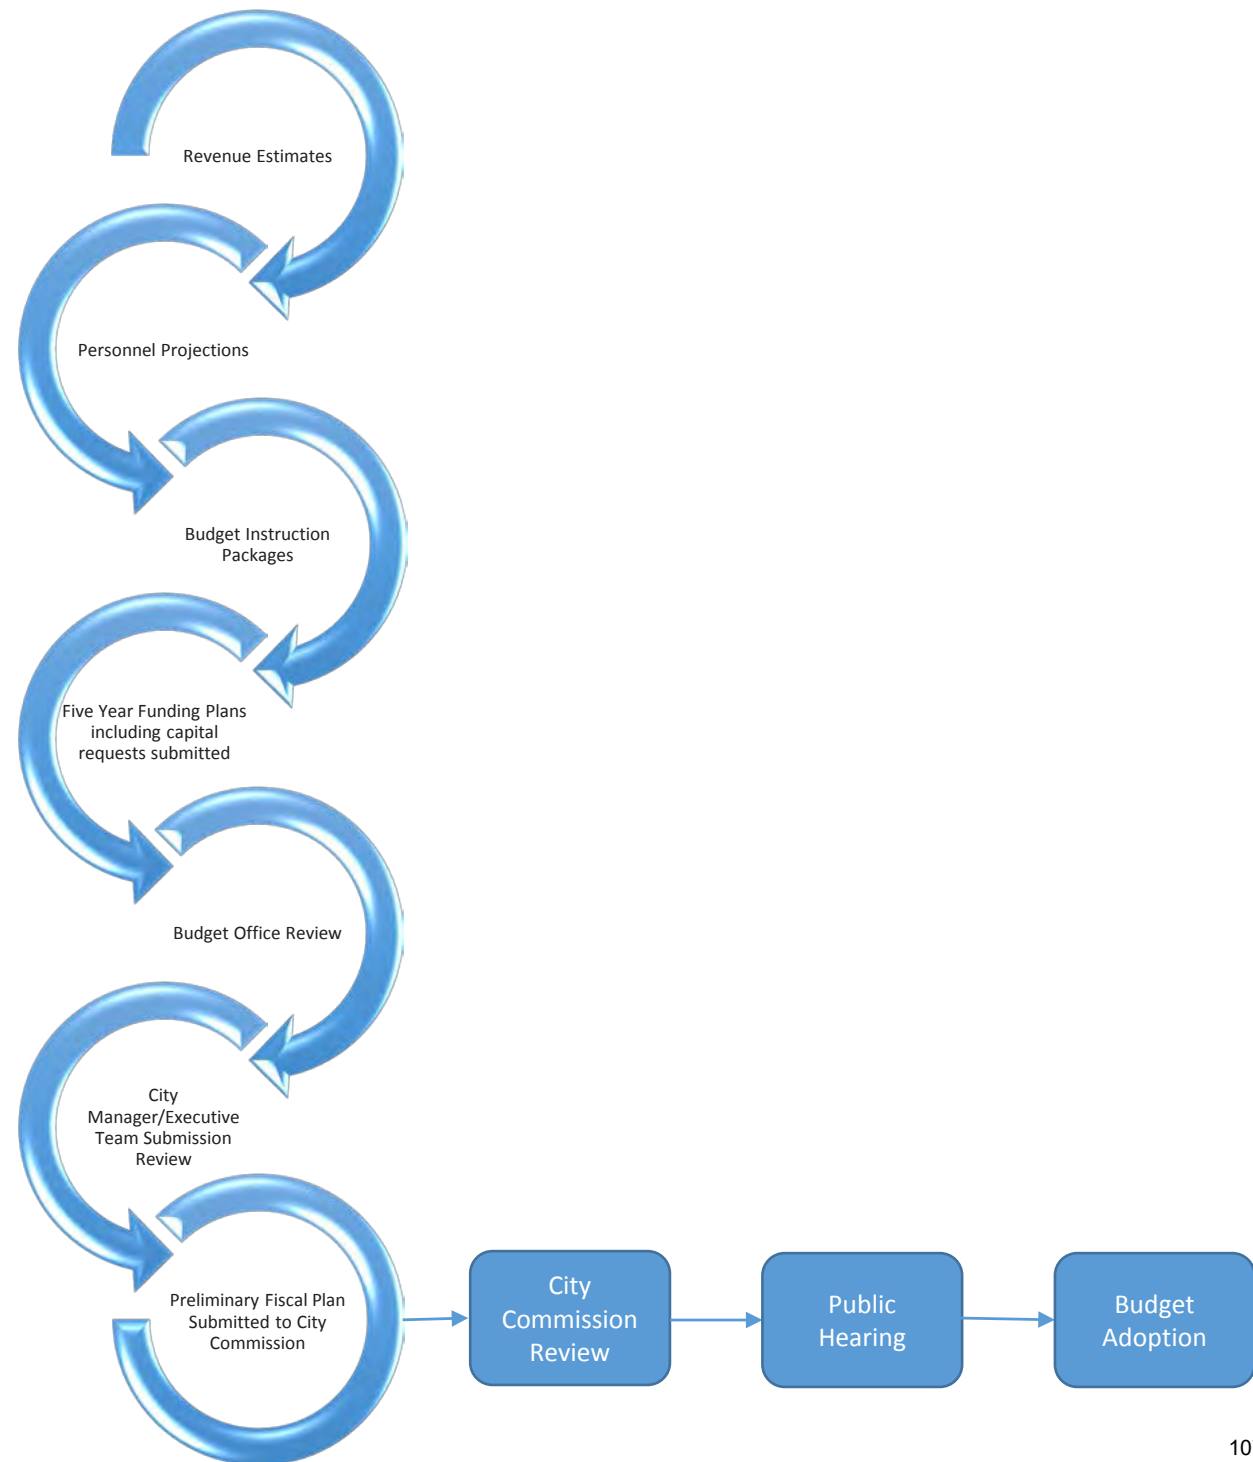 Revenue Estimates
Personnel Projections
Budget Instruction
Packages
Five Year Funding Plans
including capital
requests submitted
Budget Office Review
City
Manager/Executive
Team Submission
Review
Preliminary Fiscal Plan
Submitted to City
Commission
City
Commission
Review
Public
Hearing
Budget
Adoption
10